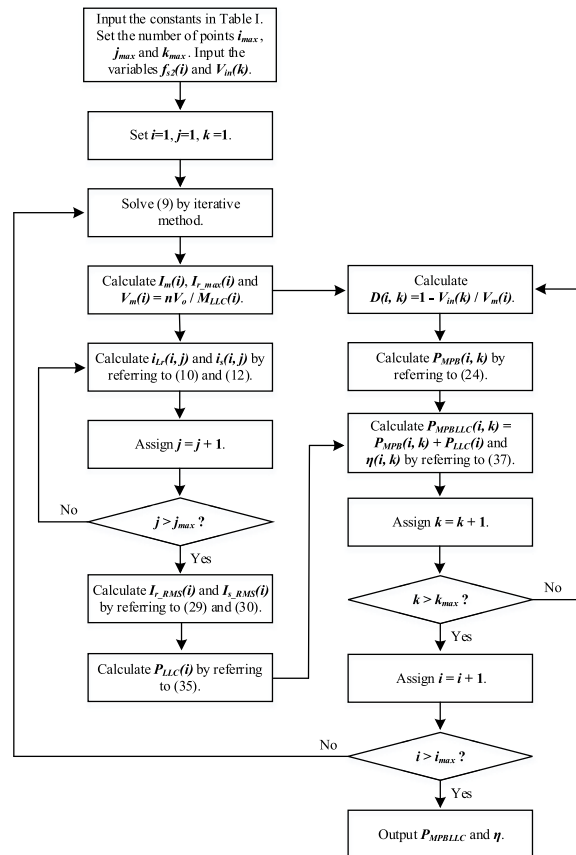 Input the constants in Table I.
Set the number of points i_max ,
j_max and k_max . Input the
variables f_s2(i) and V_in(k).
Set i=1, j=1, k =1.
Solve (9) by iterative
method.
Calculate I_m(i), I_r_max(i) and
V_m(i) = nV_o / M_LLC(i).
Calculate i_Lr(i, j) and i_s(i, j) by
referring to (10) and (12).
Assign j = j + 1.
No
j > j_max ?
Yes
Calculate I_r_RMS(i) and I_s_RMS(i)
by referring to (29) and (30).
Calculate P_LLC(i) by referring
to (35).
Calculate
D(i, k) =1 - V_in(k) / V_m(i).
Calculate P_MPB(i, k) by
referring to (24).
Calculate P_MPBLLC(i, k) =
P_MPB(i, k) + P_LLC(i) and
η(i, k) by referring to (37).
Assign k = k + 1.
k > k_max ?
No
Yes
Assign i = i + 1.
No
i > i_max ?
Yes
Output P_MPBLLC and η.